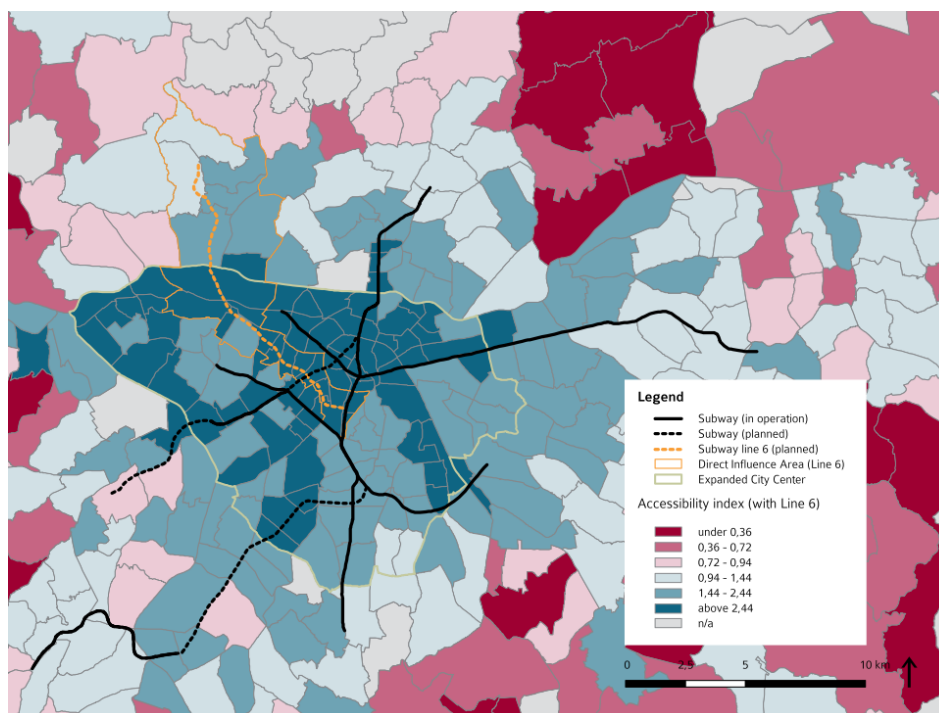 Legend
Subway (in operation)
Subway (planned)
Subway line 6 (planned)
Direct Influence Area (Line 6)
Expanded City Center
Accessibility index (with Line 6)
under 0,36
0,36 - 0,72
0,72 - 0,94
0,94 - 1,44
1,44 - 2,44
above 2,44
n/a
0 2,5 5 10 km